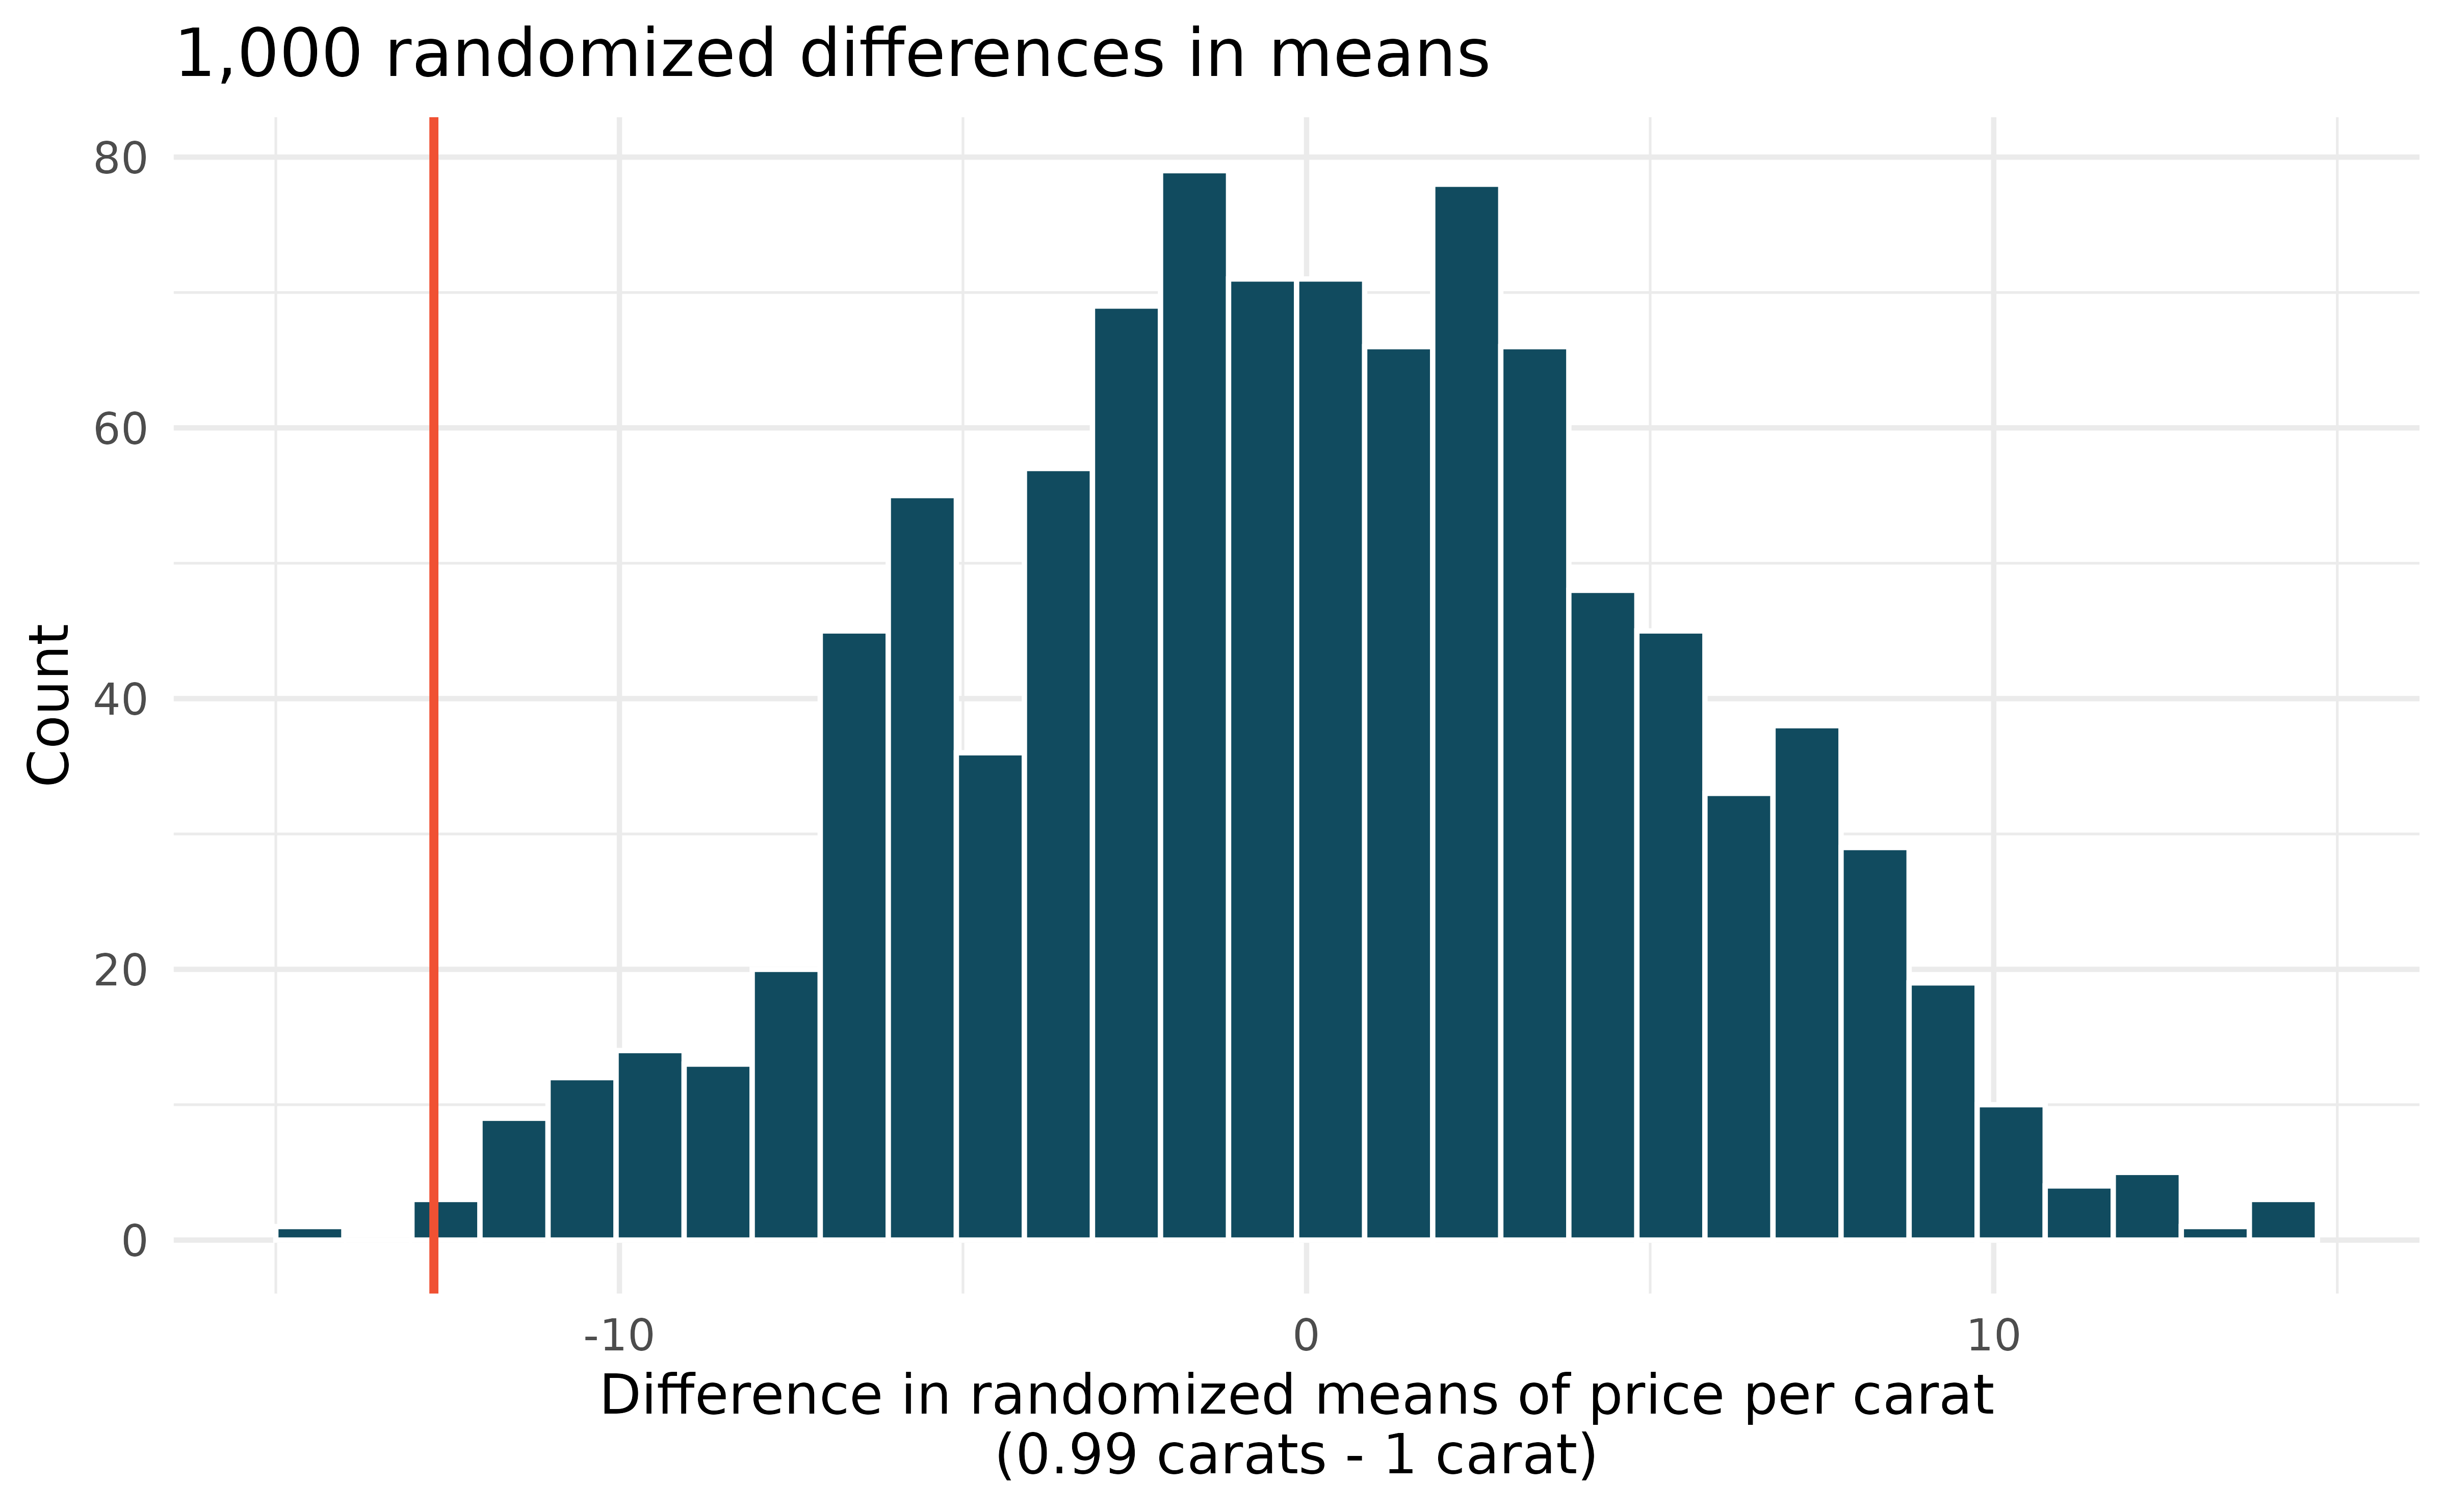 1,000 randomized differences in means
80
60
40
20
0
Count
-10
0
10
Difference in randomized means of price per carat
(0.99 carats - 1 carat)